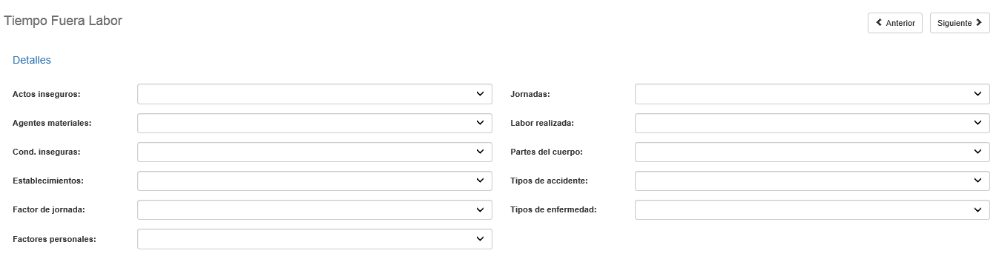 Tiempo Fuera Labor
Anterior
Siguiente
Detalles
Actos inseguros:
Jornadas:
Agentes materiales:
Labor realizada:
Cond. inseguras:
Partes del cuerpo:
Establecimientos:
Tipos de accidente:
Factor de jornada:
Tipos de enfermedad:
Factores personales: